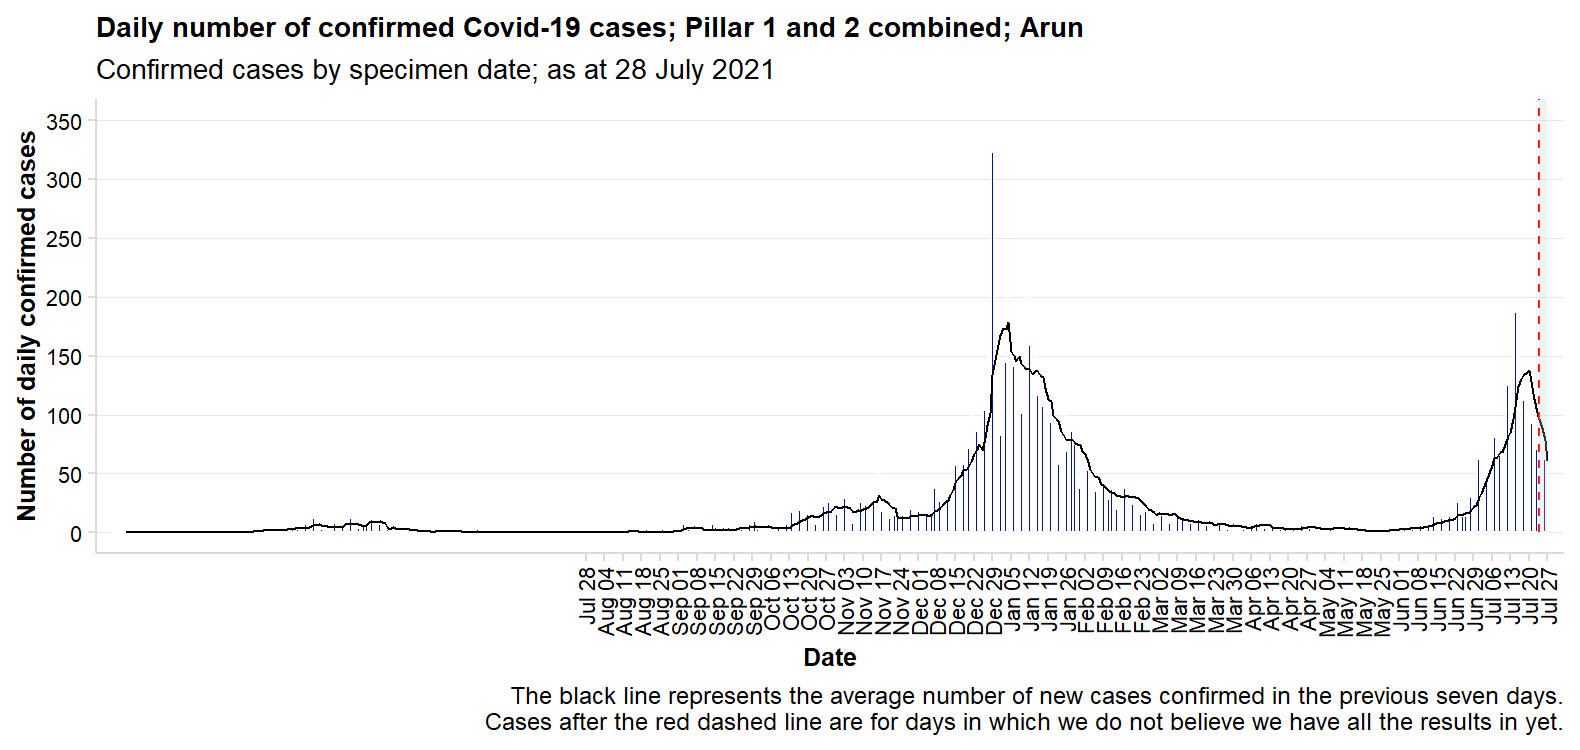 Daily number of confirmed Covid-19 cases; Pillar 1 and 2 combined; Arun
Confirmed cases by specimen date; as at 28 July 2021
Number of daily confirmed cases
350
300
250
200
150
100
50
0
Jul 28
Aug 04
Aug 11
Aug 18
Aug 25
Sep 01
Sep 08
Sep 15
Sep 22
Sep 29
Oct 06
Oct 13
Oct 20
Oct 27
Nov 03
Nov 10
Nov 17
Nov 24
Dec 01
Dec 08
Dec 15
Dec 22
Dec 29
Jan 05
Jan 12
Jan 19
Jan 26
Feb 02
Feb 09
Feb 16
Feb 23
Mar 02
Mar 09
Mar 16
Mar 23
Mar 30
Apr 06
Apr 13
Apr 20
Apr 27
May 04
May 11
May 18
May 25
Jun 01
Jun 08
Jun 15
Jun 22
Jun 29
Jul 06
Jul 13
Jul 20
Jul 27
Date
The black line represents the average number of new cases confirmed in the previous seven days.
Cases after the red dashed line are for days in which we do not believe we have all the results in yet.